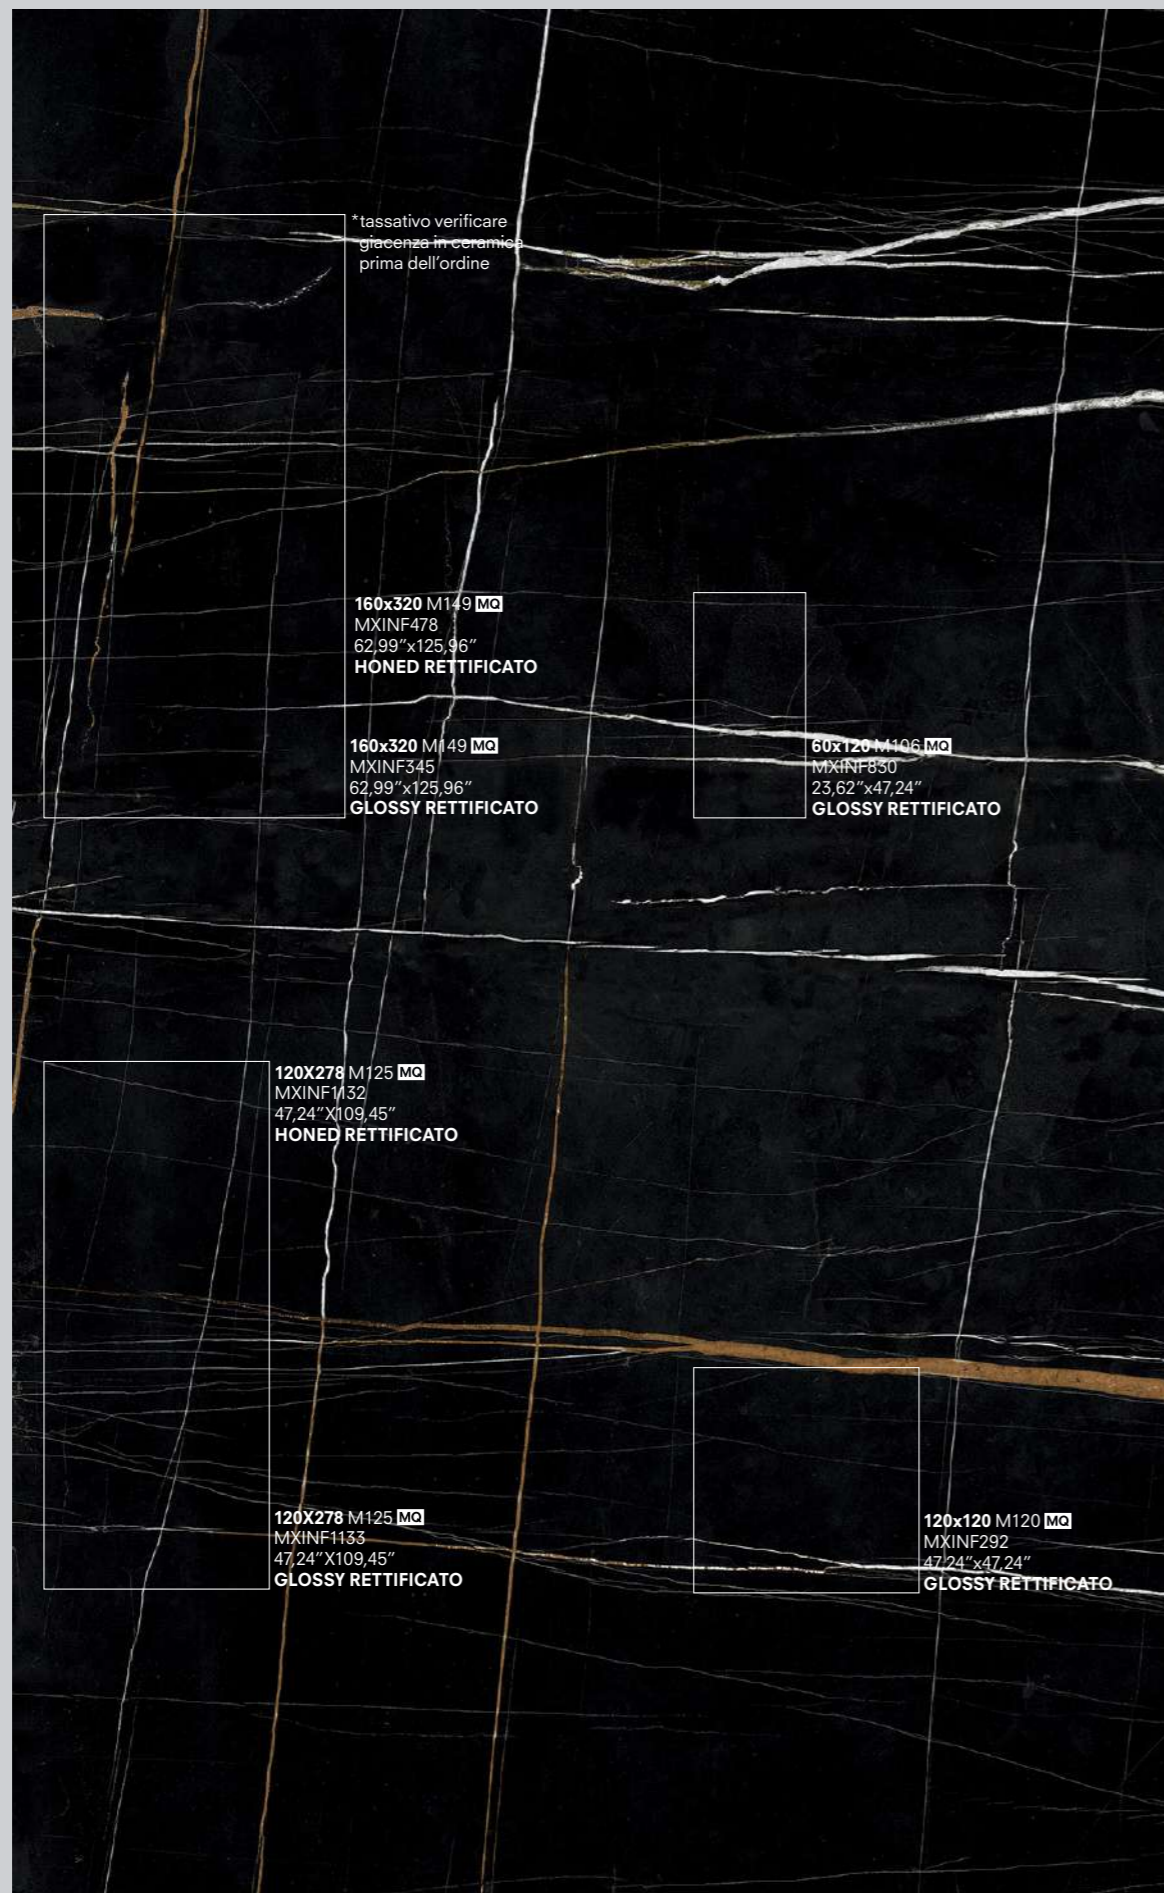 *tassativo verificare
giacenza in ceramica
prima dell’ordine
160x320 M149 MQ
MXINF478
62,99”x125,96”
HONED RETTIFICATO
160x320 M149 MQ
MXINF345
62,99”x125,96”
GLOSSY RETTIFICATO
60x120 M106 MQ
MXINF830
23,62”x47,24”
GLOSSY RETTIFICATO
120X278 M125 MQ
MXINF1132
47,24”X109,45”
HONED RETTIFICATO
120X278 M125 MQ
MXINF1133
47,24”X109,45”
GLOSSY RETTIFICATO
120x120 M120 MQ
MXINF292
47,24”x47,24”
GLOSSY RETTIFICATO